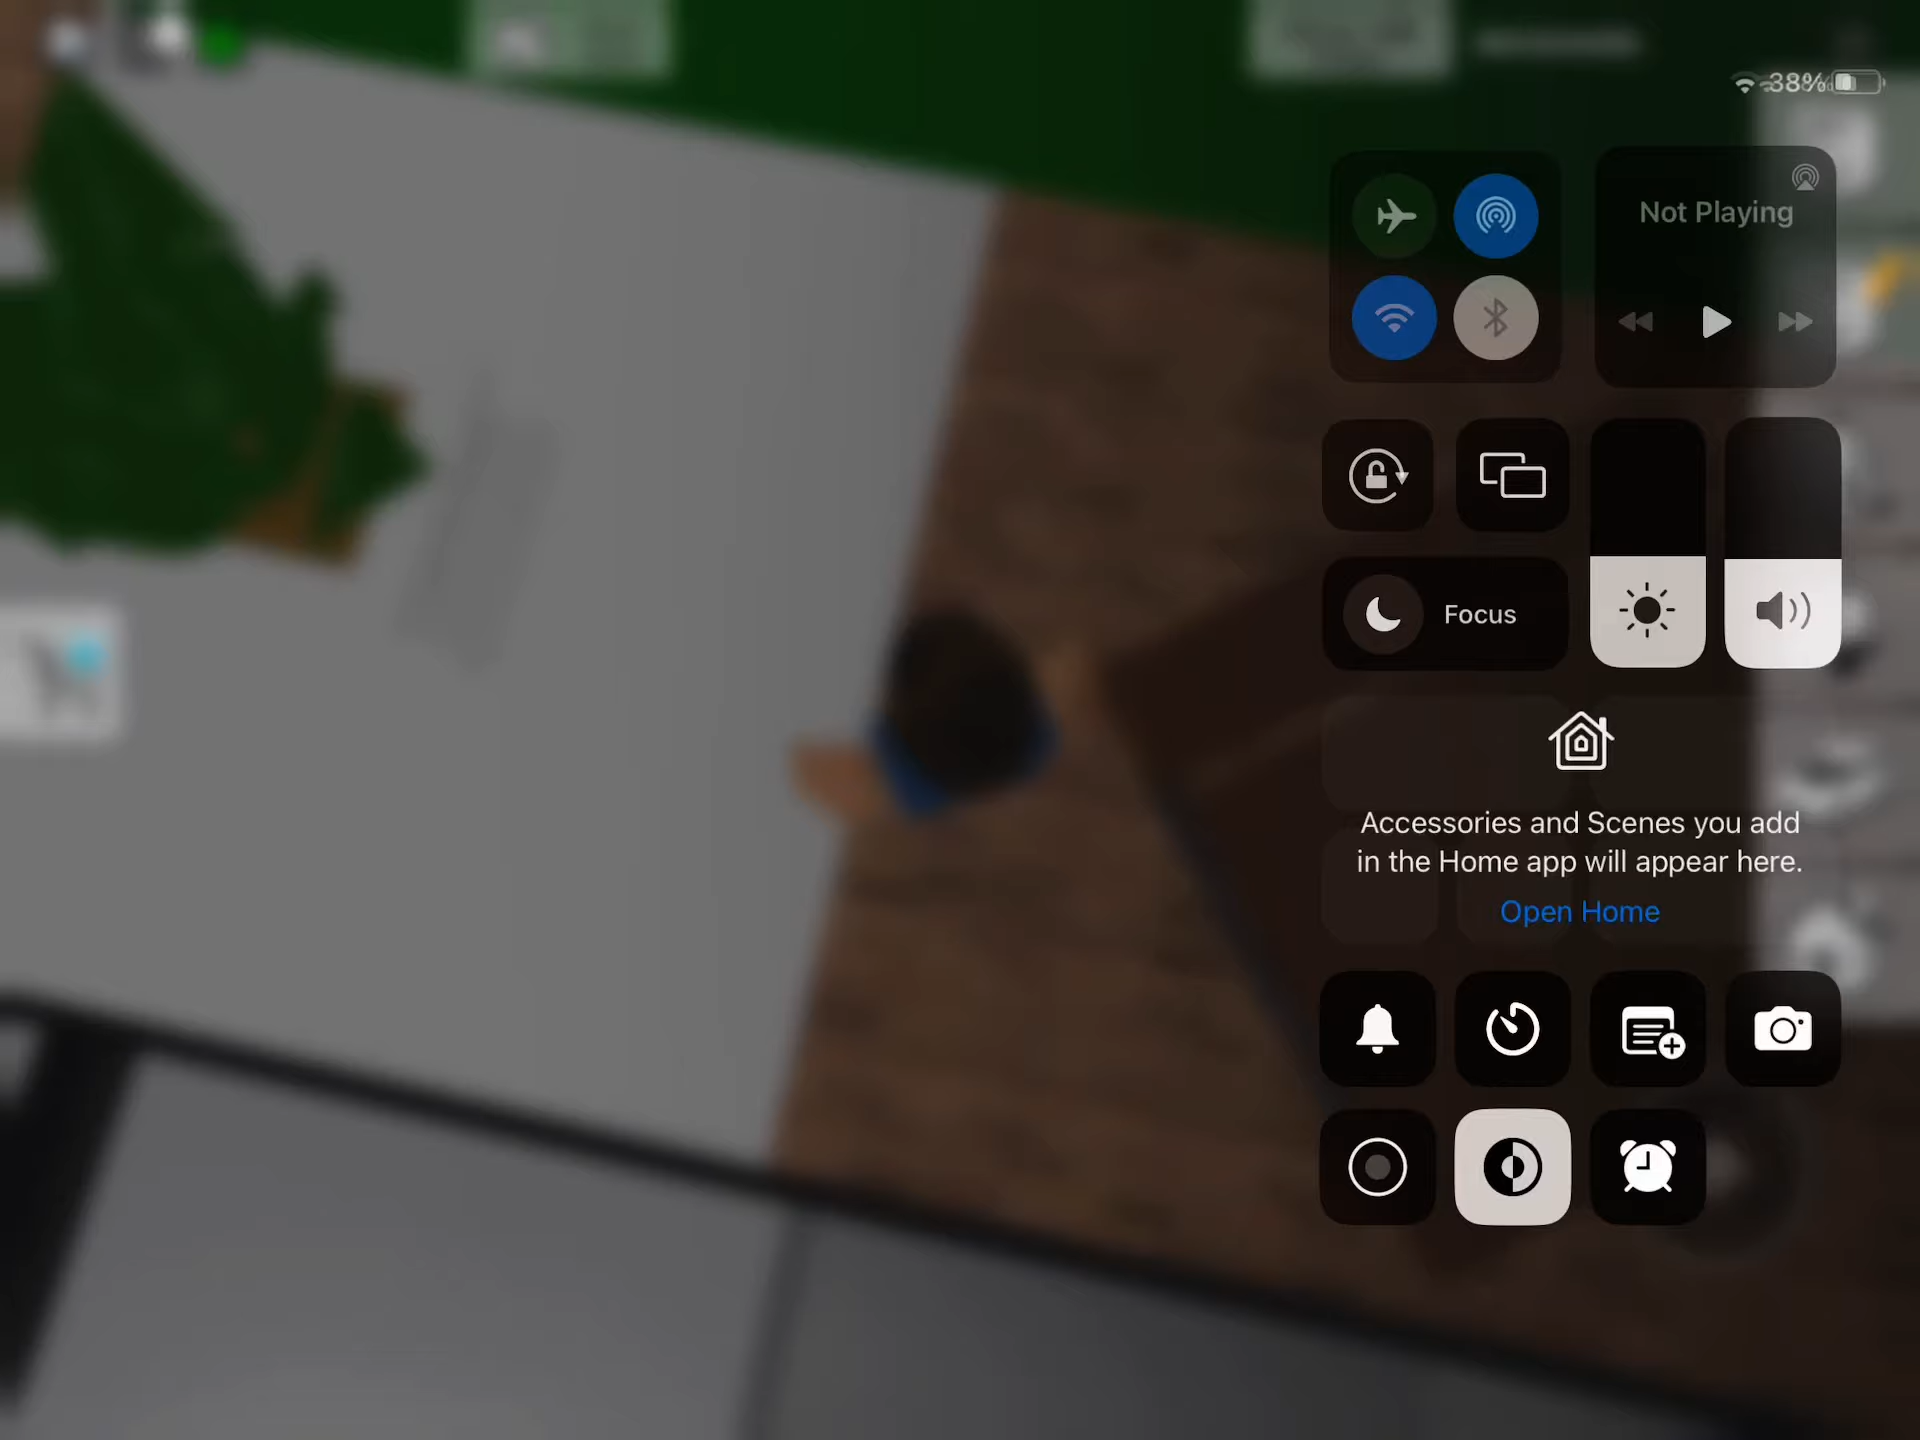 38%
Not Playing
Focus
Accessories and Scenes you add
in the Home app will appear here.
Open Home